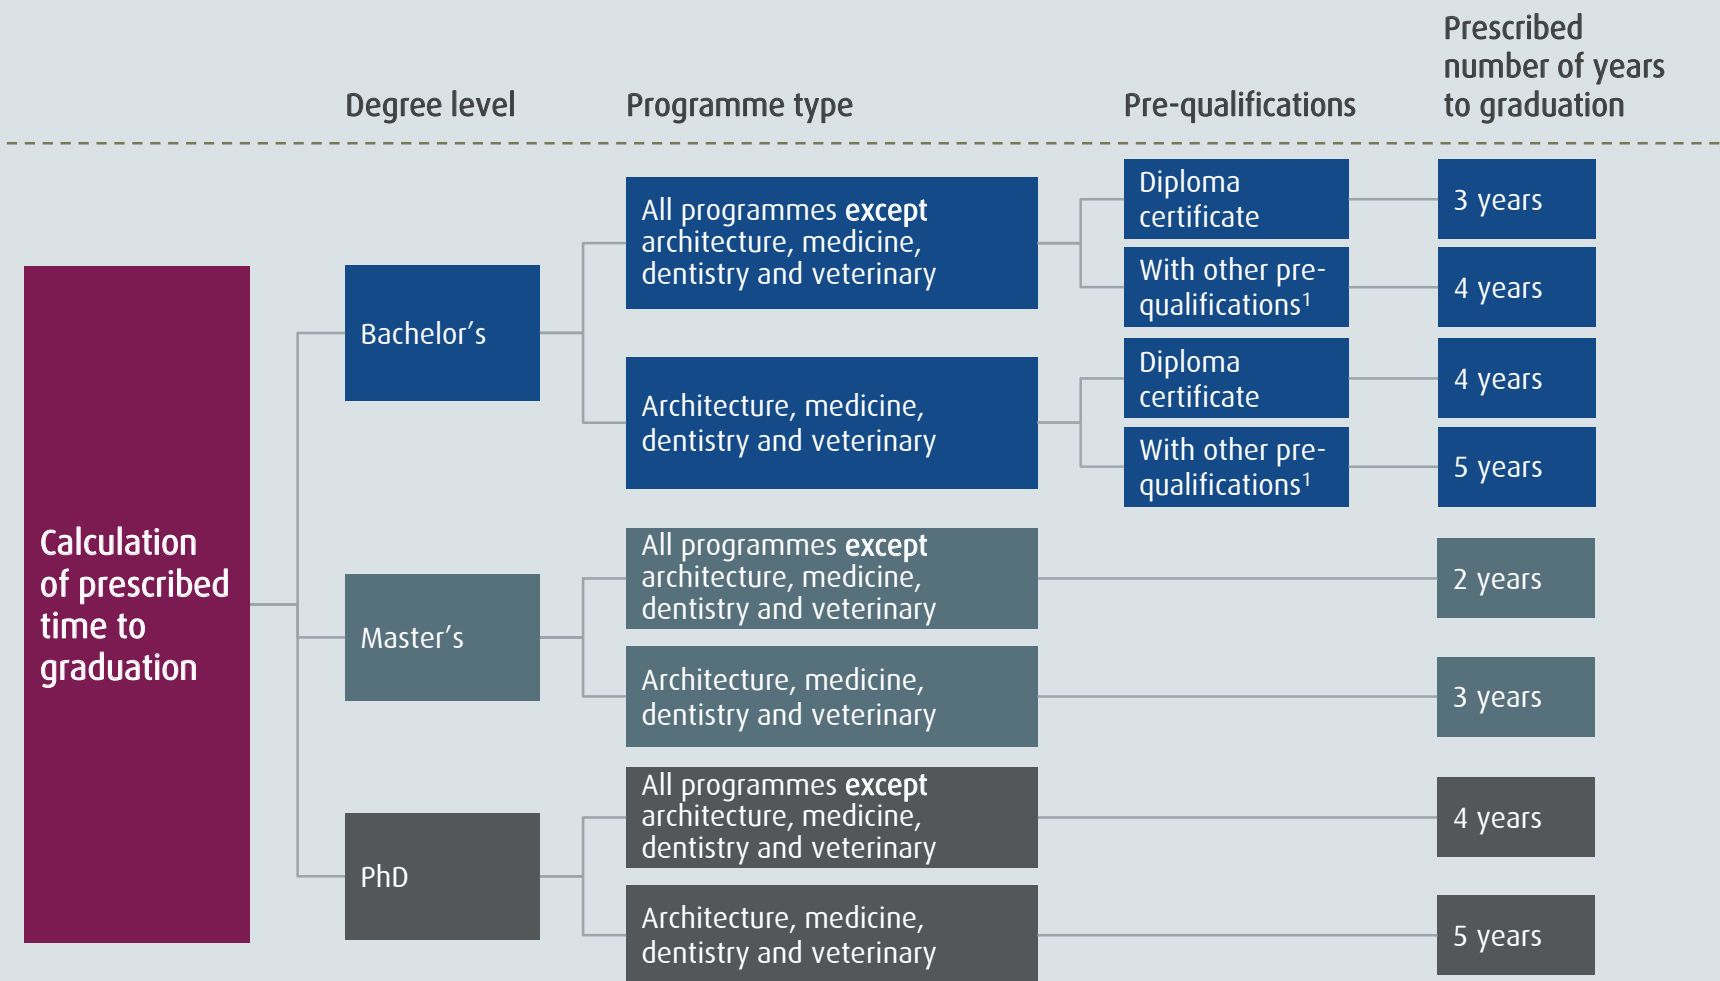 Degree level
Programme type
Pre-qualifications
Prescribed
number of years
to graduation
Calculation
of prescribed
time to
graduation
Bachelor’s
All programmes except
architecture, medicine,
dentistry and veterinary
Diploma
certificate
3 years
With other pre-
qualifications¹
4 years
Architecture, medicine,
dentistry and veterinary
Diploma
certificate
4 years
With other pre-
qualifications¹
5 years
Master’s
All programmes except
architecture, medicine,
dentistry and veterinary
2 years
Architecture, medicine,
dentistry and veterinary
3 years
PhD
All programmes except
architecture, medicine,
dentistry and veterinary
4 years
Architecture, medicine,
dentistry and veterinary
5 years